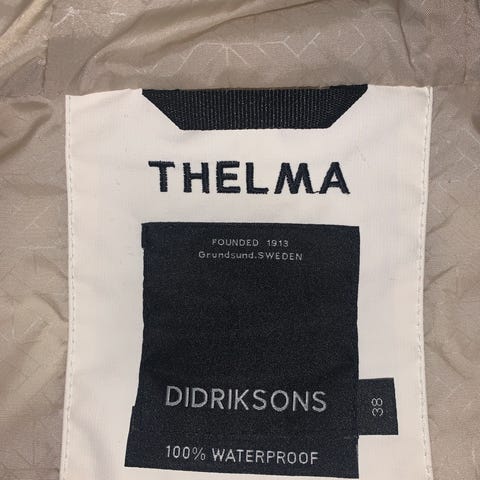 THELMA
FOUNDED 1913
Grundsund.SWEDEN
DIDRIKSONS
38
100% WATERPROOF